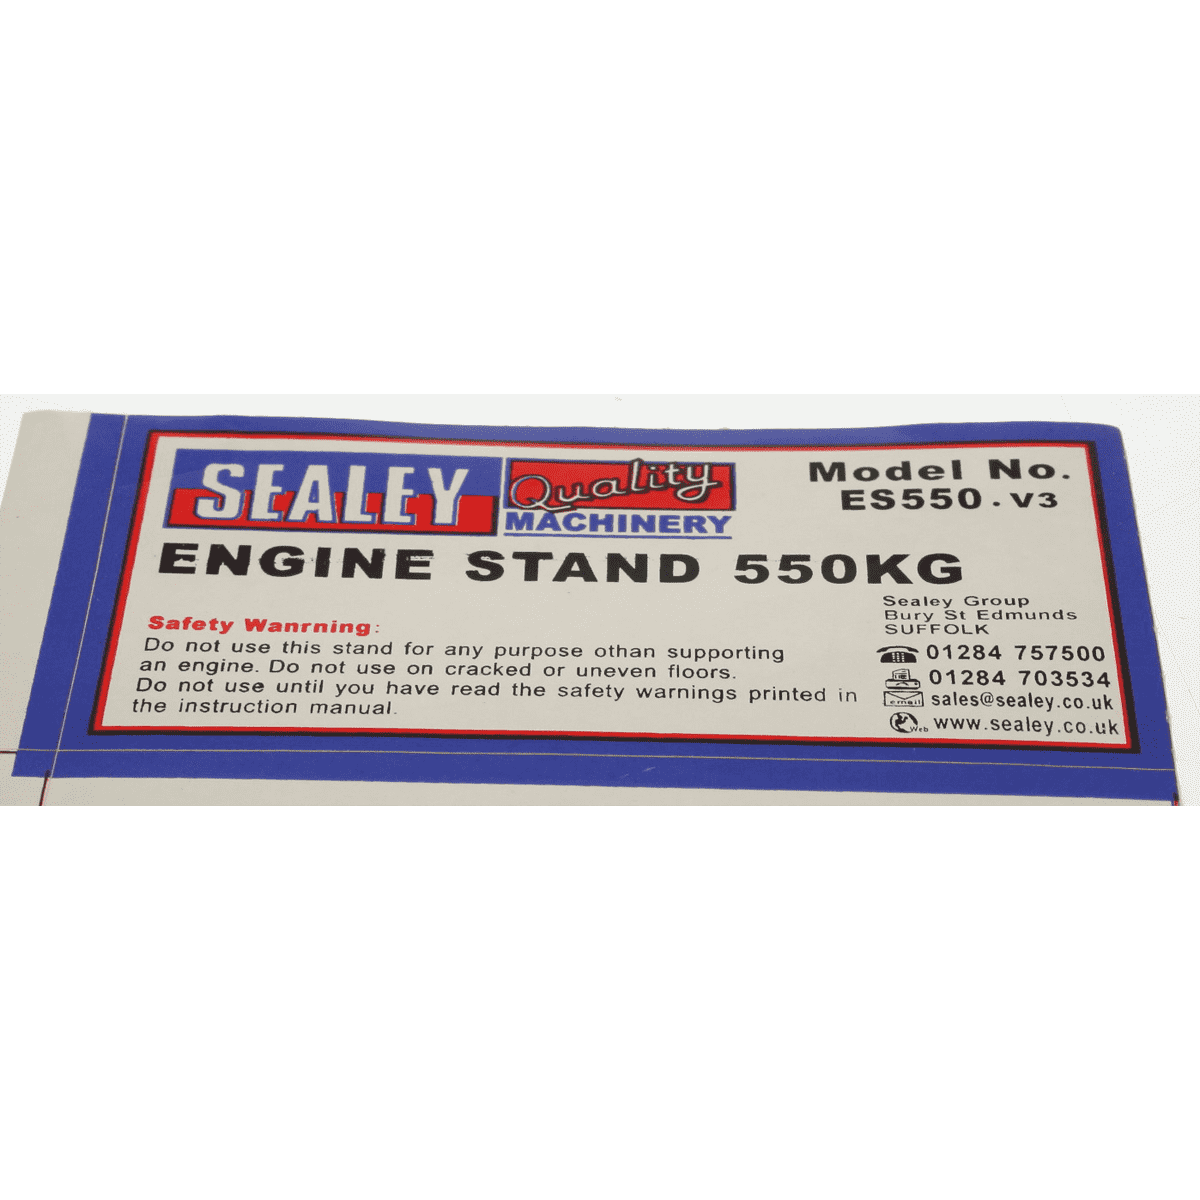 SEALEY Quality
MACHINERY
Model No.
ES550.V3
ENGINE STAND 550KG
Safety Wanrning:
Do not use this stand for any purpose othan supporting
an engine. Do not use on cracked or uneven floors.
Do not use until you have read the safety warnings printed in
the instruction manual.
Sealey Group
Bury St Edmunds
SUFFOLK
01284 757500
01284 703534
email sales@sealey.co.uk
Web www.sealey.co.uk